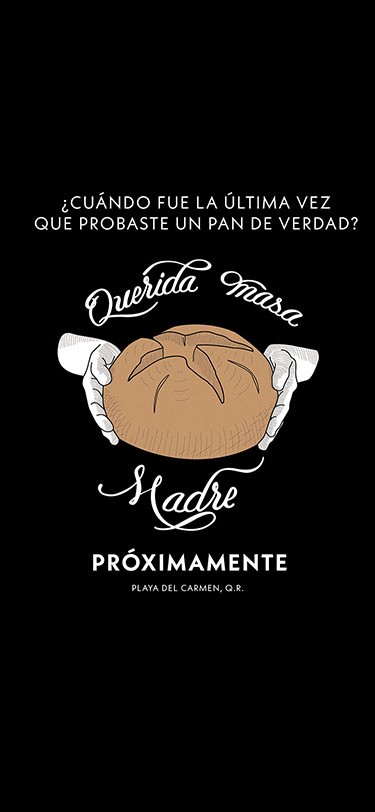 ¿CUÁNDO FUE LA ÚLTIMA VEZ
QUE PROBASTE UN PAN DE VERDAD?
Querida masa
Madre
PRÓXIMAMENTE
PLAYA DEL CARMEN, Q.R.